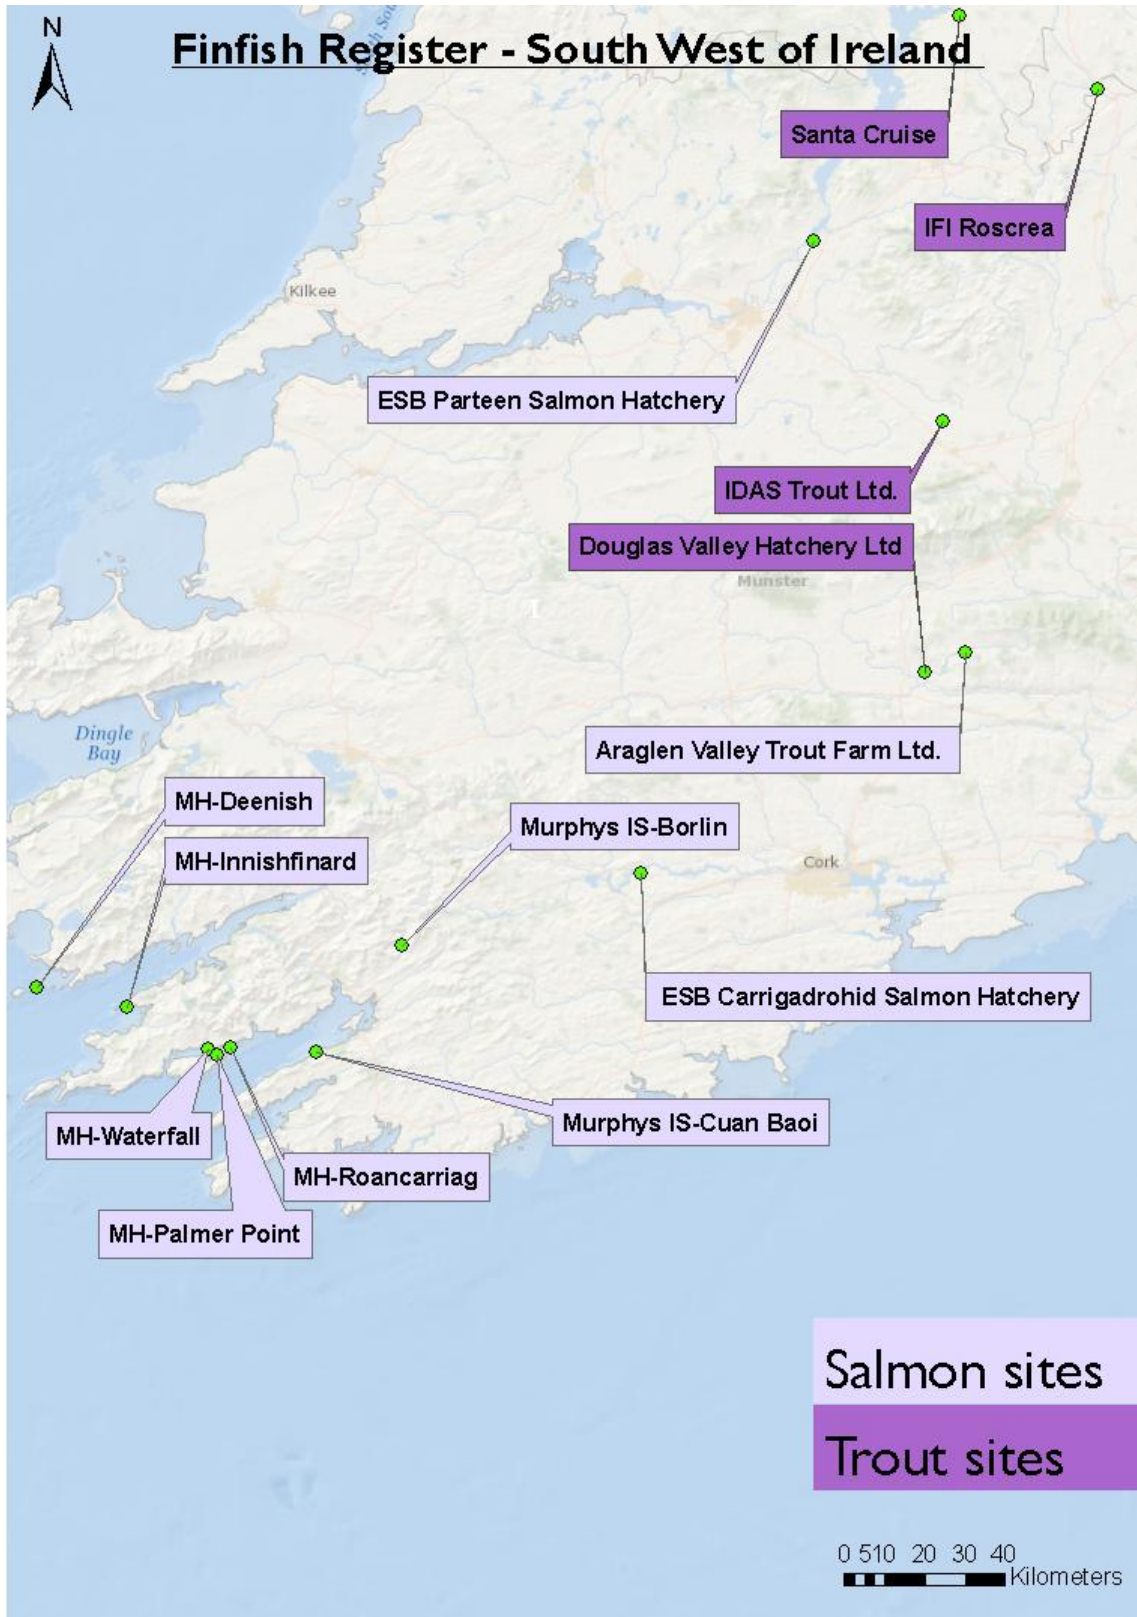 N
Finfish Register - South West of Ireland
Santa Cruise
IFI Roscrea
Kilkee
ESB Parteen Salmon Hatchery
IDAS Trout Ltd.
Douglas Valley Hatchery Ltd
Munster
Araglen Valley Trout Farm Ltd.
Dingle
Bay
MH-Deenish
Murphys IS-Borlin
MH-Innishfinard
Cork
ESB Carrigadrohid Salmon Hatchery
Murphys IS-Cuan Baoi
MH-Waterfall
MH-Roancarriag
MH-Palmer Point
Salmon sites
Trout sites
0 510 20 30 40
Kilometers